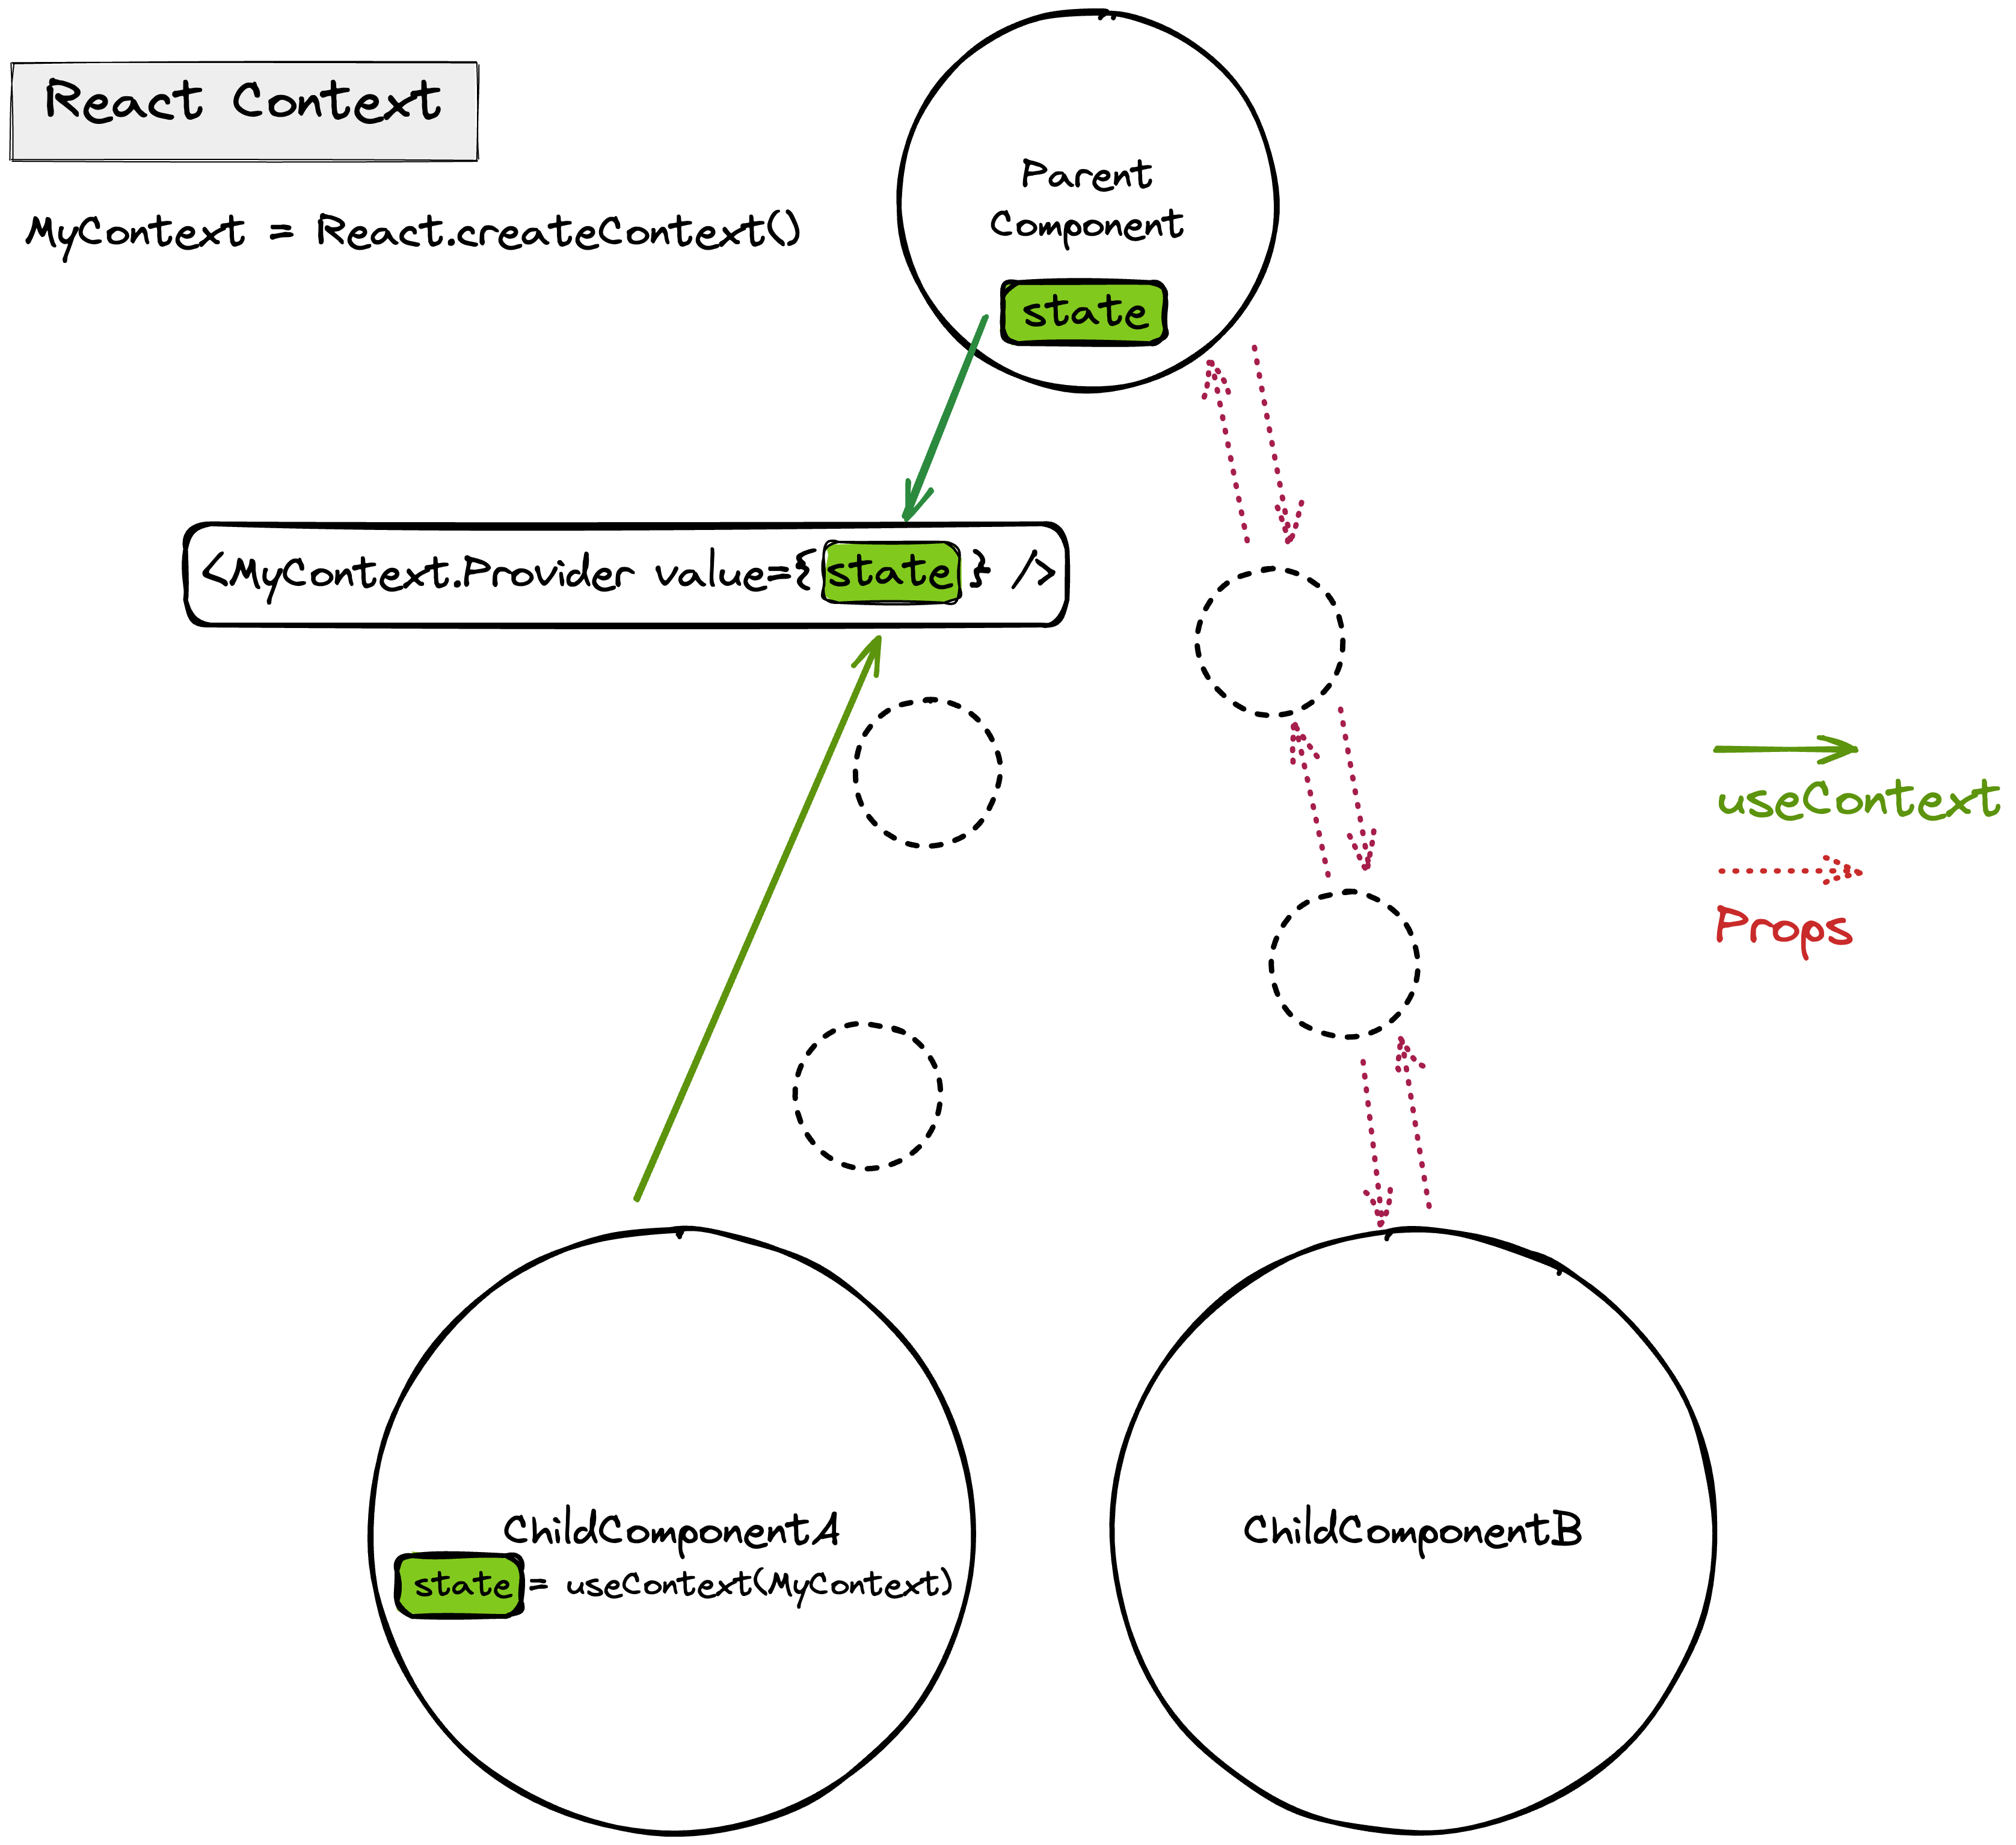 React Context
MyContext = React.createContext()
Parent
Component
state
<MyContext.Provider value={state} />
useContext
Props
ChildComponentA
state = useContext(MyContext)
ChildComponentB